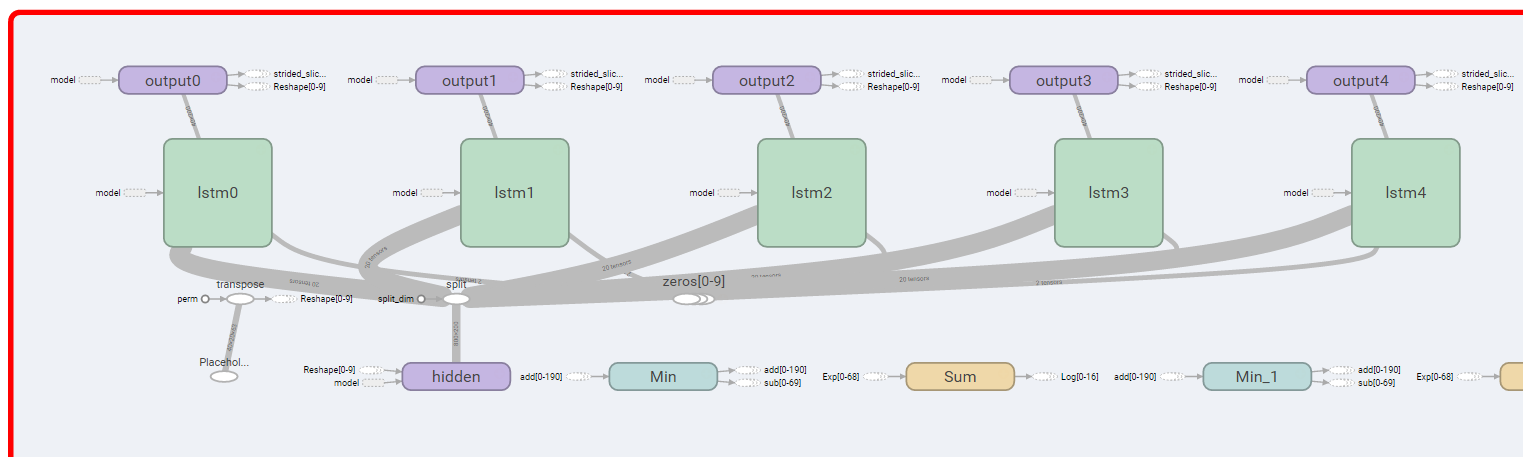 model output0 strided_slic...
Reshape[0-9]
model output1 strided_slic...
Reshape[0-9]
model output2 strided_slic...
Reshape[0-9]
model output3 strided_slic...
Reshape[0-9]
model output4 strided_slic...
Reshape[0-9]
model lstm0
model lstm1
model lstm2
model lstm3
model lstm4
20 tensors
20 tensors
20 tensors
20 tensors
20 tensors
2 tensors
transpose
split
zeros[0-9]
perm
Reshape[0-9]
split_dim
Placehol...
Reshape[0-9]
model
hidden
add[0-190]
Min
add[0-190]
sub[0-69]
Exp[0-68]
Sum
Log[0-16]
add[0-190]
Min_1
add[0-190]
sub[0-69]
Exp[0-68]